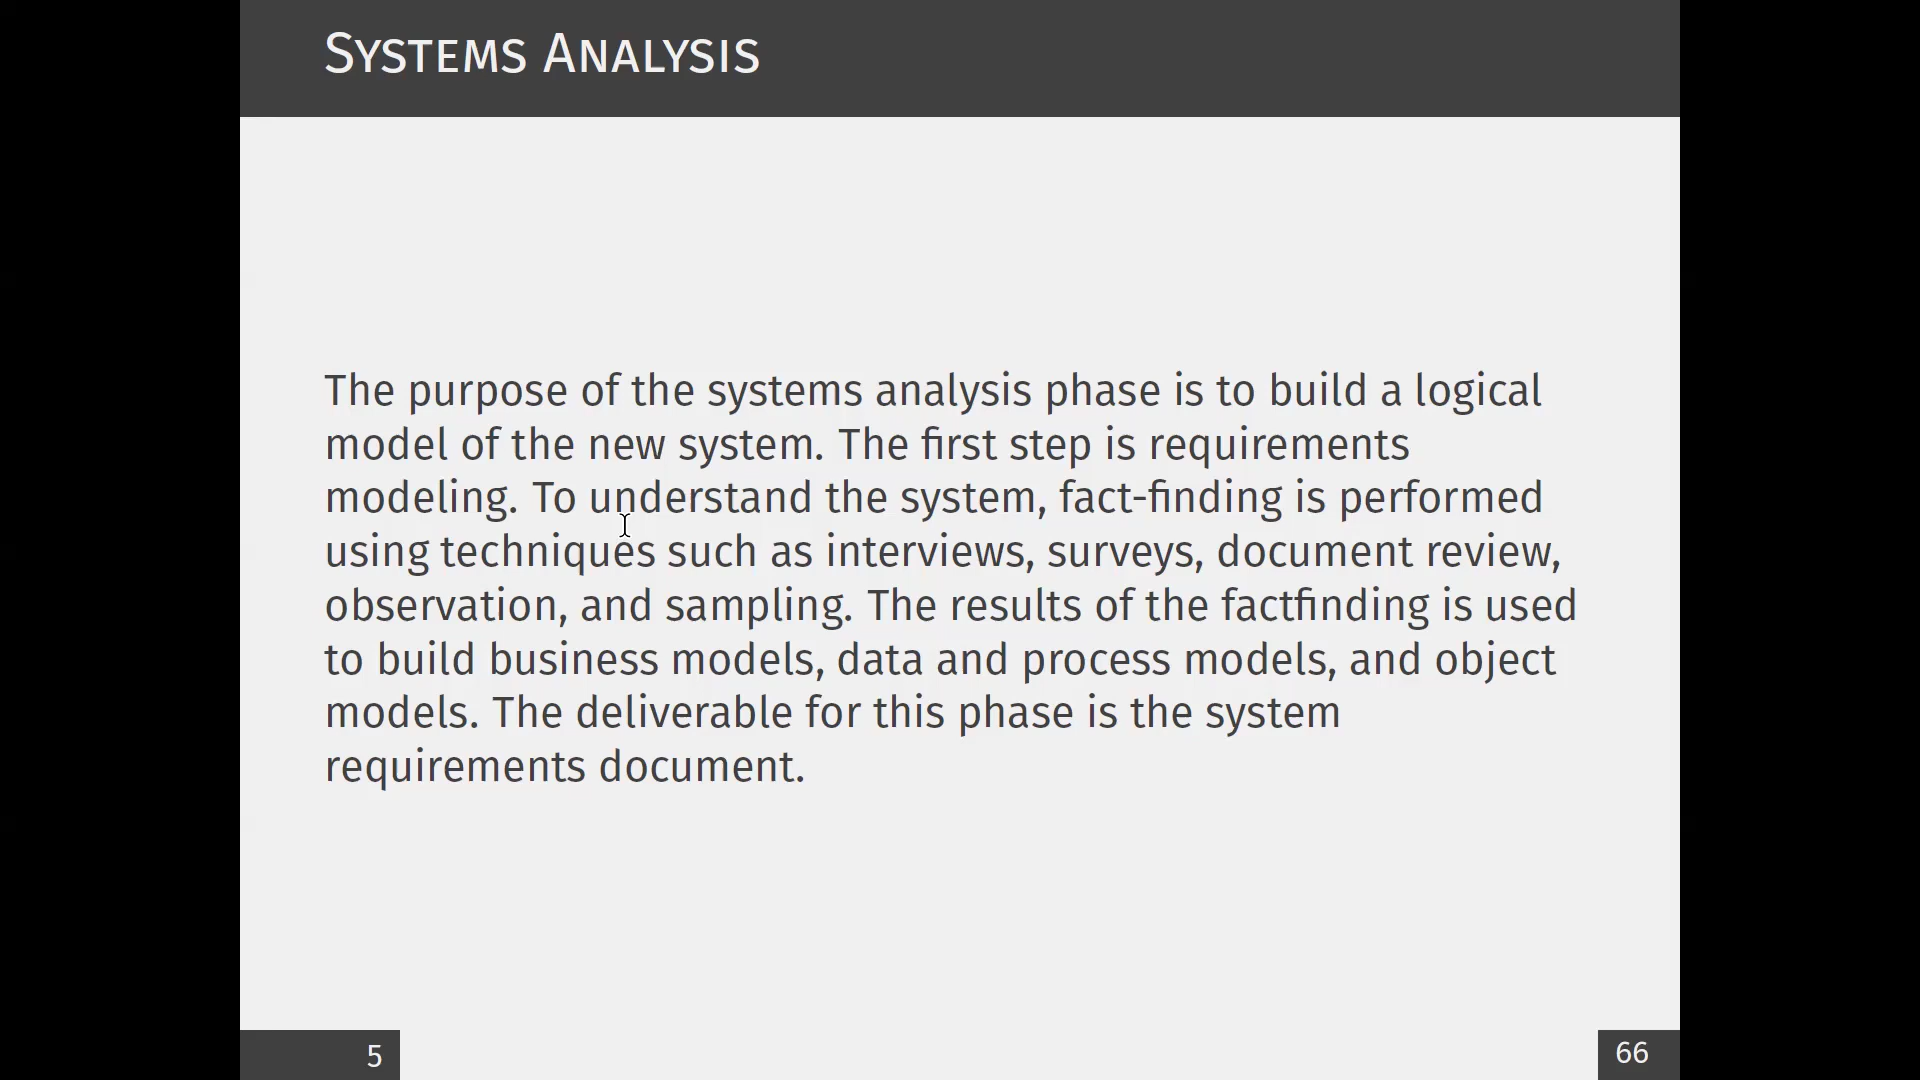 Systems Analysis
The purpose of the systems analysis phase is to build a logical
model of the new system. The first step is requirements
modeling. To understand the system, fact-finding is performed
using techniques such as interviews, surveys, document review,
observation, and sampling. The results of the factfinding is used
to build business models, data and process models, and object
models. The deliverable for this phase is the system
requirements document.
5
66